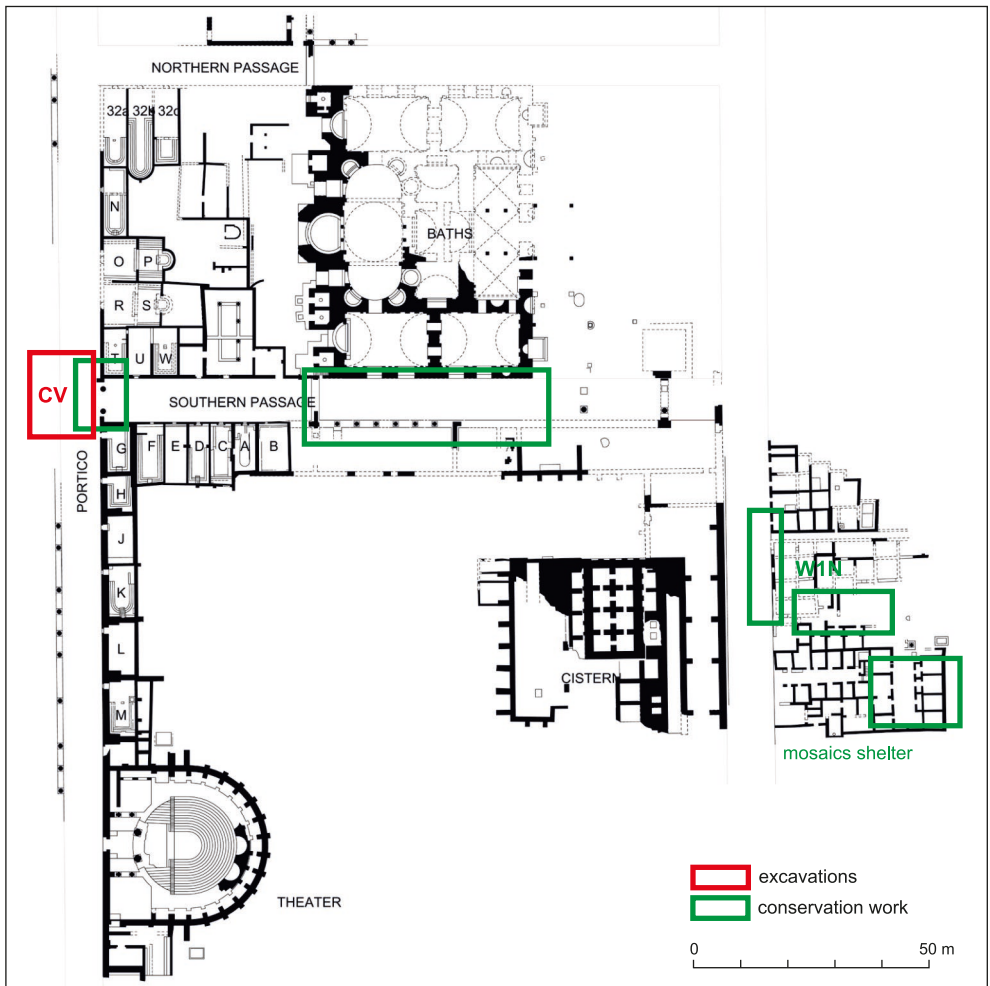 NORTHERN PASSAGE
32a 32b 32c
N
BATHS
O P
R S
T U W
CV
SOUTHERN PASSAGE
G F E D C A B
PORTICO
H
J
W1N
K
L
CISTERN
M
mosaics shelter
excavations
THEATER
conservation work
0 50 m